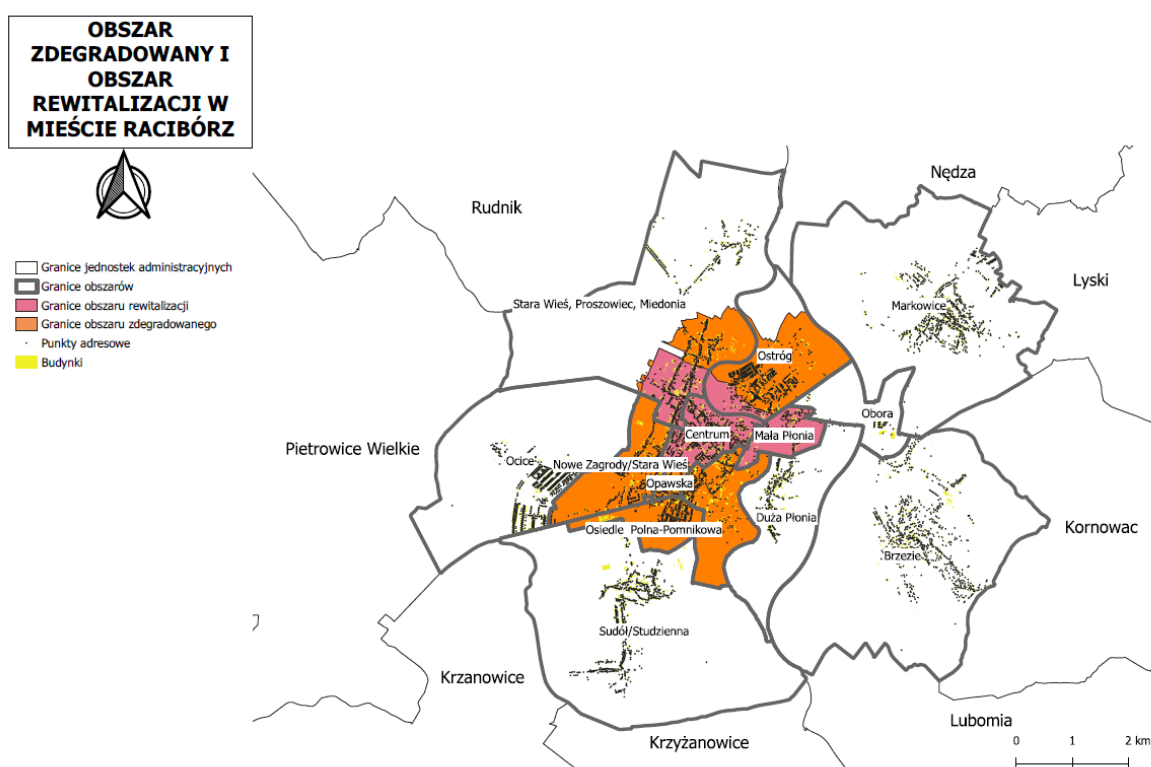 OBSZAR
ZDEGRADOWANY I
OBSZAR
REWITALIZACJI W
MIEŚCIE RACIBÓRZ
Granice jednostek administracyjnych
Granice obszarów
Granice obszaru rewitalizacji
Granice obszaru zdegradowanego
Punkty adresowe
Budynki
Nędza
Rudnik
Lyski
Stara Wieś, Proszowiec, Miedonia
Markowice
Ostróg
Obora
Centrum
Mała Płonia
Pietrowice Wielkie
Ocice
Nowe Zagrody/Stara Wieś
Opawska
Duża Płonia
Kornowac
Osiedle Polna-Pomnikowa
Brzezie
Sudół/Studzienna
Krzanowice
Lubomia
Krzyżanowice
0 1 2 km